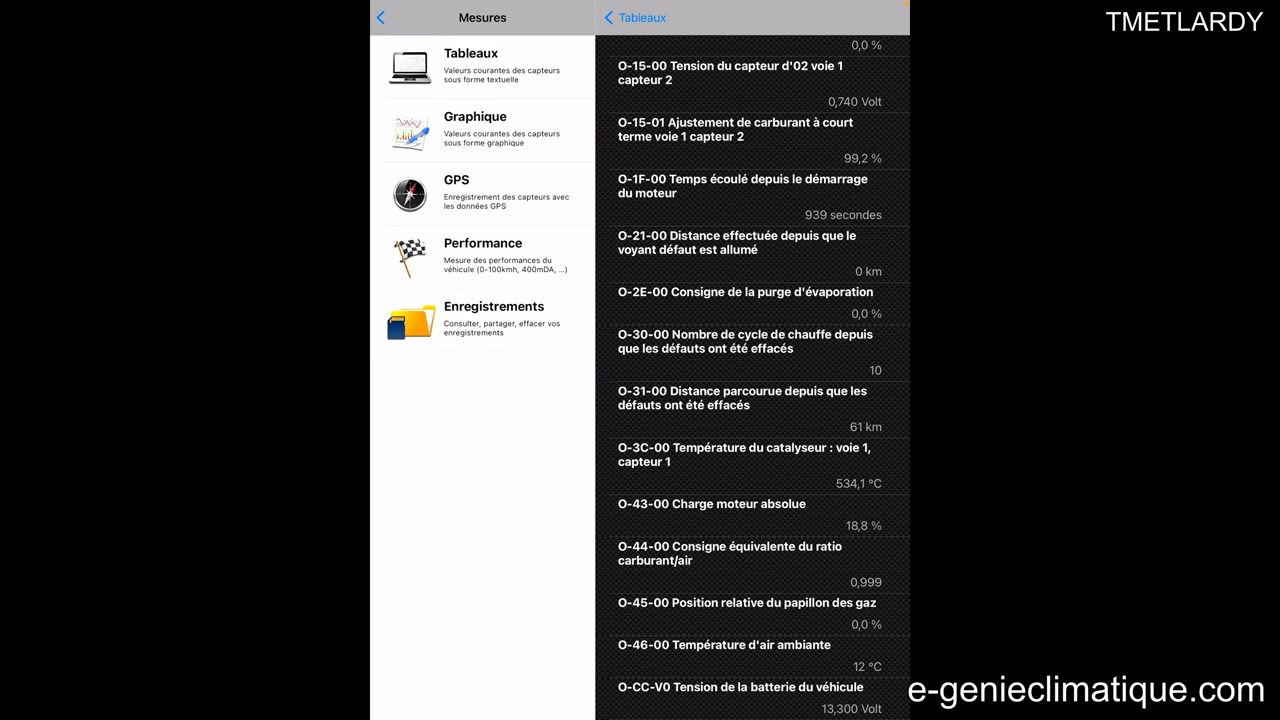 Mesures
Tableaux
Valeurs courantes des capteurs
sous forme textuelle
Graphique
Valeurs courantes des capteurs
sous forme graphique
GPS
Enregistrement des capteurs avec
les données GPS
Performance
Mesure des performances du
véhicule (0-100kmh, 400mDA, ...)
Enregistrements
Consulter, partager, effacer vos
enregistrements
Tableaux
0,0 %
O-15-00 Tension du capteur d'02 voie 1
capteur 2
0,740 Volt
O-15-01 Ajustement de carburant à court
terme voie 1 capteur 2
99,2 %
O-1F-00 Temps écoulé depuis le démarrage
du moteur
939 secondes
O-21-00 Distance effectuée depuis que le
voyant défaut est allumé
0 km
O-2E-00 Consigne de la purge d'évaporation
0,0 %
O-30-00 Nombre de cycle de chauffe depuis
que les défauts ont été effacés
10
O-31-00 Distance parcourue depuis que les
défauts ont été effacés
61 km
O-3C-00 Température du catalyseur : voie 1,
capteur 1
534,1 °C
O-43-00 Charge moteur absolue
18,8 %
O-44-00 Consigne équivalente du ratio
carburant/air
0,999
O-45-00 Position relative du papillon des gaz
0,0 %
O-46-00 Température d'air ambiante
12 °C
O-CC-V0 Tension de la batterie du véhicule
13,300 Volt
TMETLARDY
e-genieclimatique.com